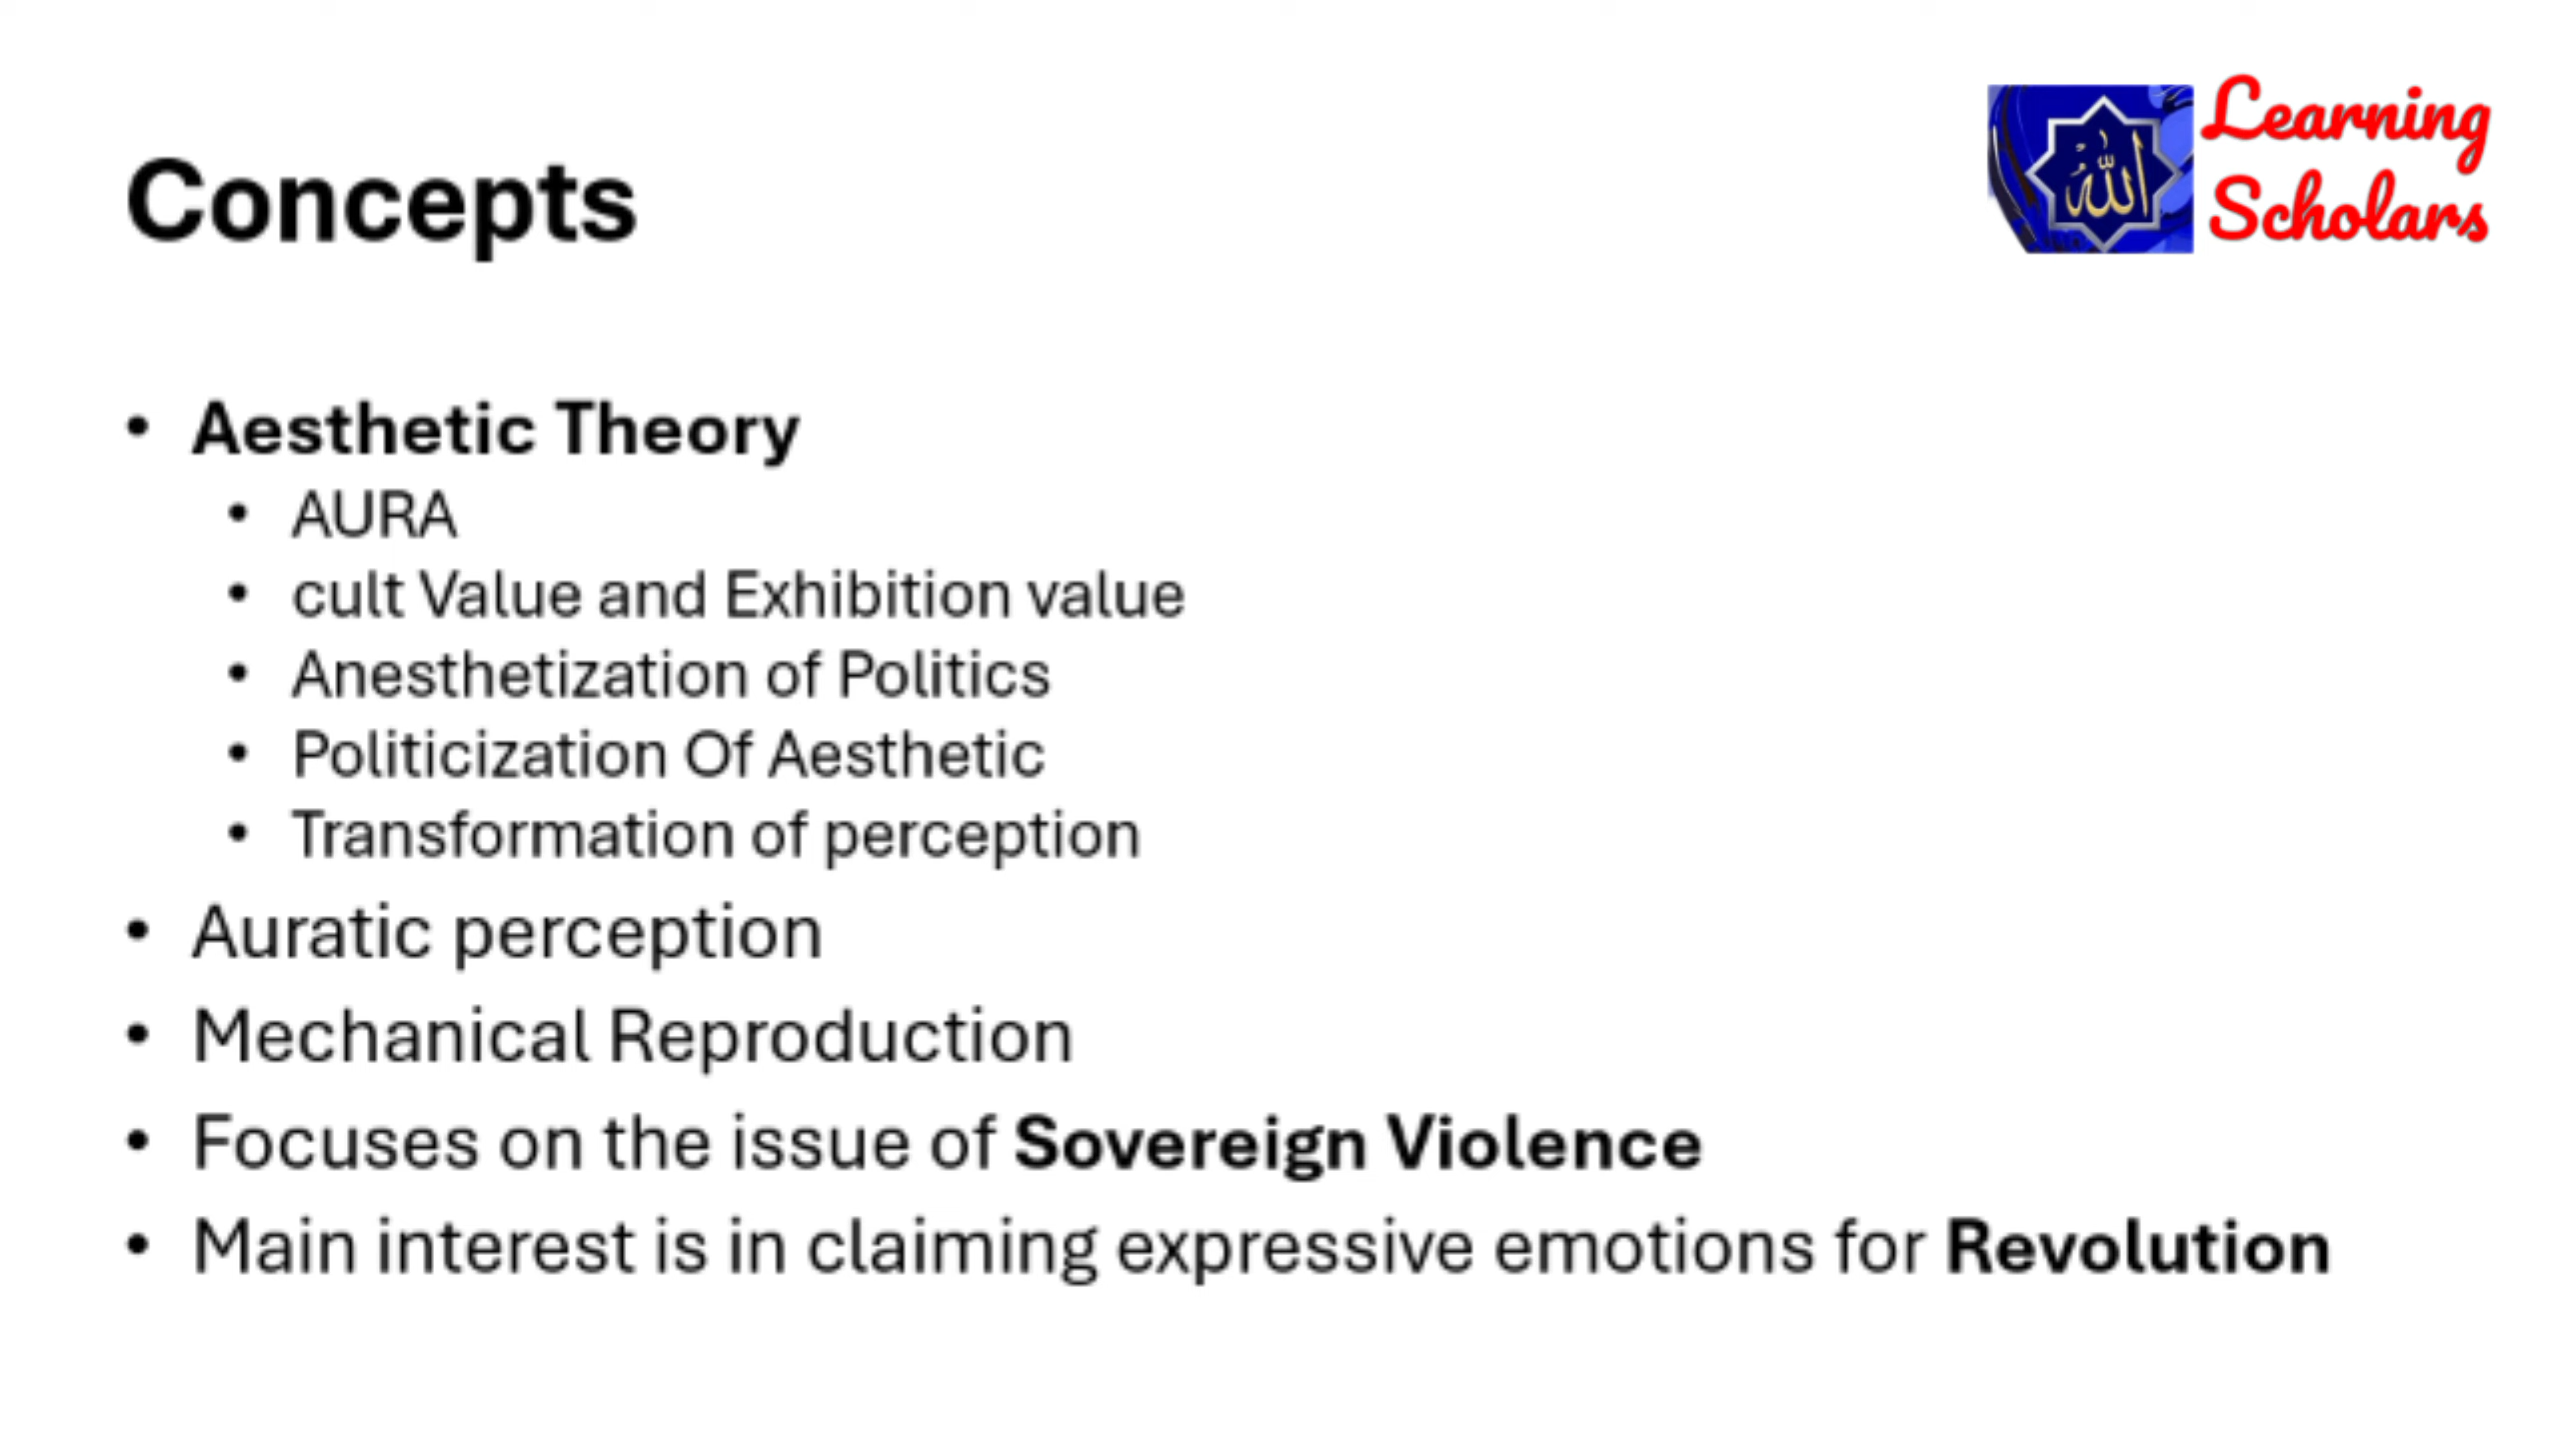 Learning
Scholars
الله
Concepts
• Aesthetic Theory
• AURA
• cult Value and Exhibition value
• Anesthetization of Politics
• Politicization Of Aesthetic
• Transformation of perception
• Auratic perception
• Mechanical Reproduction
• Focuses on the issue of Sovereign Violence
• Main interest is in claiming expressive emotions for Revolution